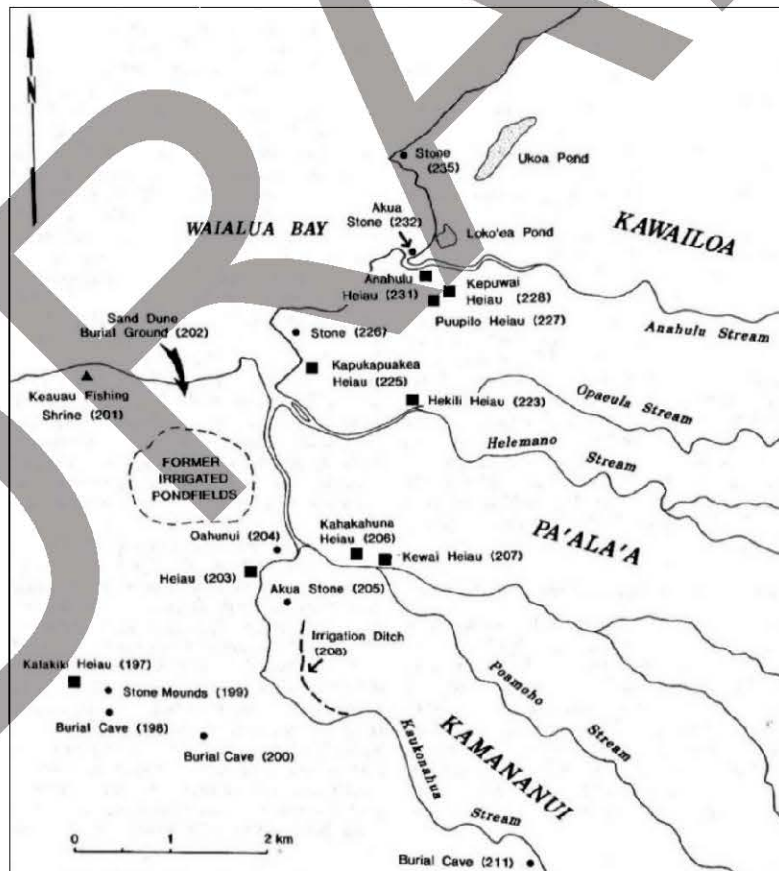 DRAFT
N
Stone
(235)
Ukoa Pond
Akua
Stone (232)
WAIALUA BAY
Loko'ea Pond
KAWAILOA
Anahulu
Heiau (231)
Kepuwai
Heiau (228)
Puupilo Heiau (227)
Anahulu Stream
Sand Dune
Burial Ground (202)
Stone (226)
Kapukapuakea
Heiau (225)
Keauau Fishing
Shrine (201)
Hekili Heiau (223)
Opaeula Stream
Helemano
Stream
FORMER
IRRIGATED
PONDFIELDS
PA'ALA'A
Oahunui (204)
Kahakahuna
Heiau (206)
Kewai Heiau (207)
Heiau (203)
Akua Stone (205)
Irrigation Ditch
(208)
Kalakiki Heiau (197)
Stone Mounds (199)
Burial Cave (198)
Burial Cave (200)
Poamoho
Stream
KAMANANUI
Kaukonahua
Stream
0 1 2 km
Burial Cave (211)